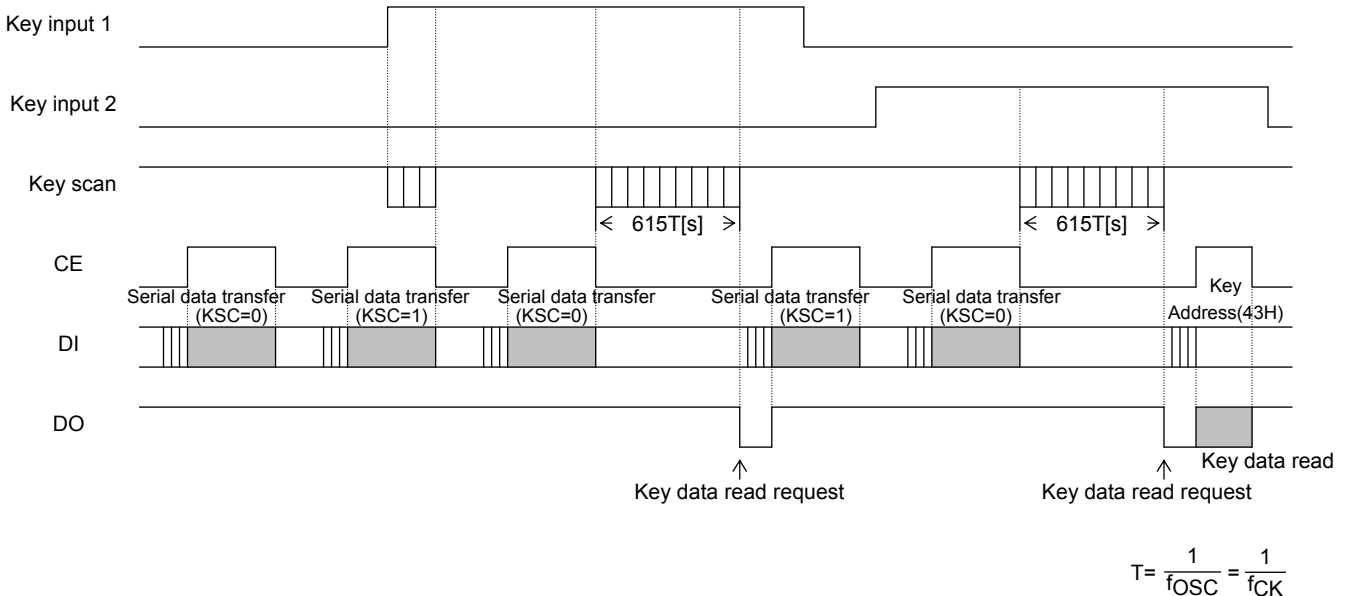 Key input 1
Key input 2
Key scan
615T[s]
615T[s]
CE
Key
Serial data transfer
(KSC=0)
Serial data transfer
(KSC=1)
Serial data transfer
(KSC=0)
Serial data transfer
(KSC=1)
Serial data transfer
(KSC=0)
Address(43H)
DI
DO
Key data read
Key data read request
Key data read request
T= 1/fOSC = 1/fCK